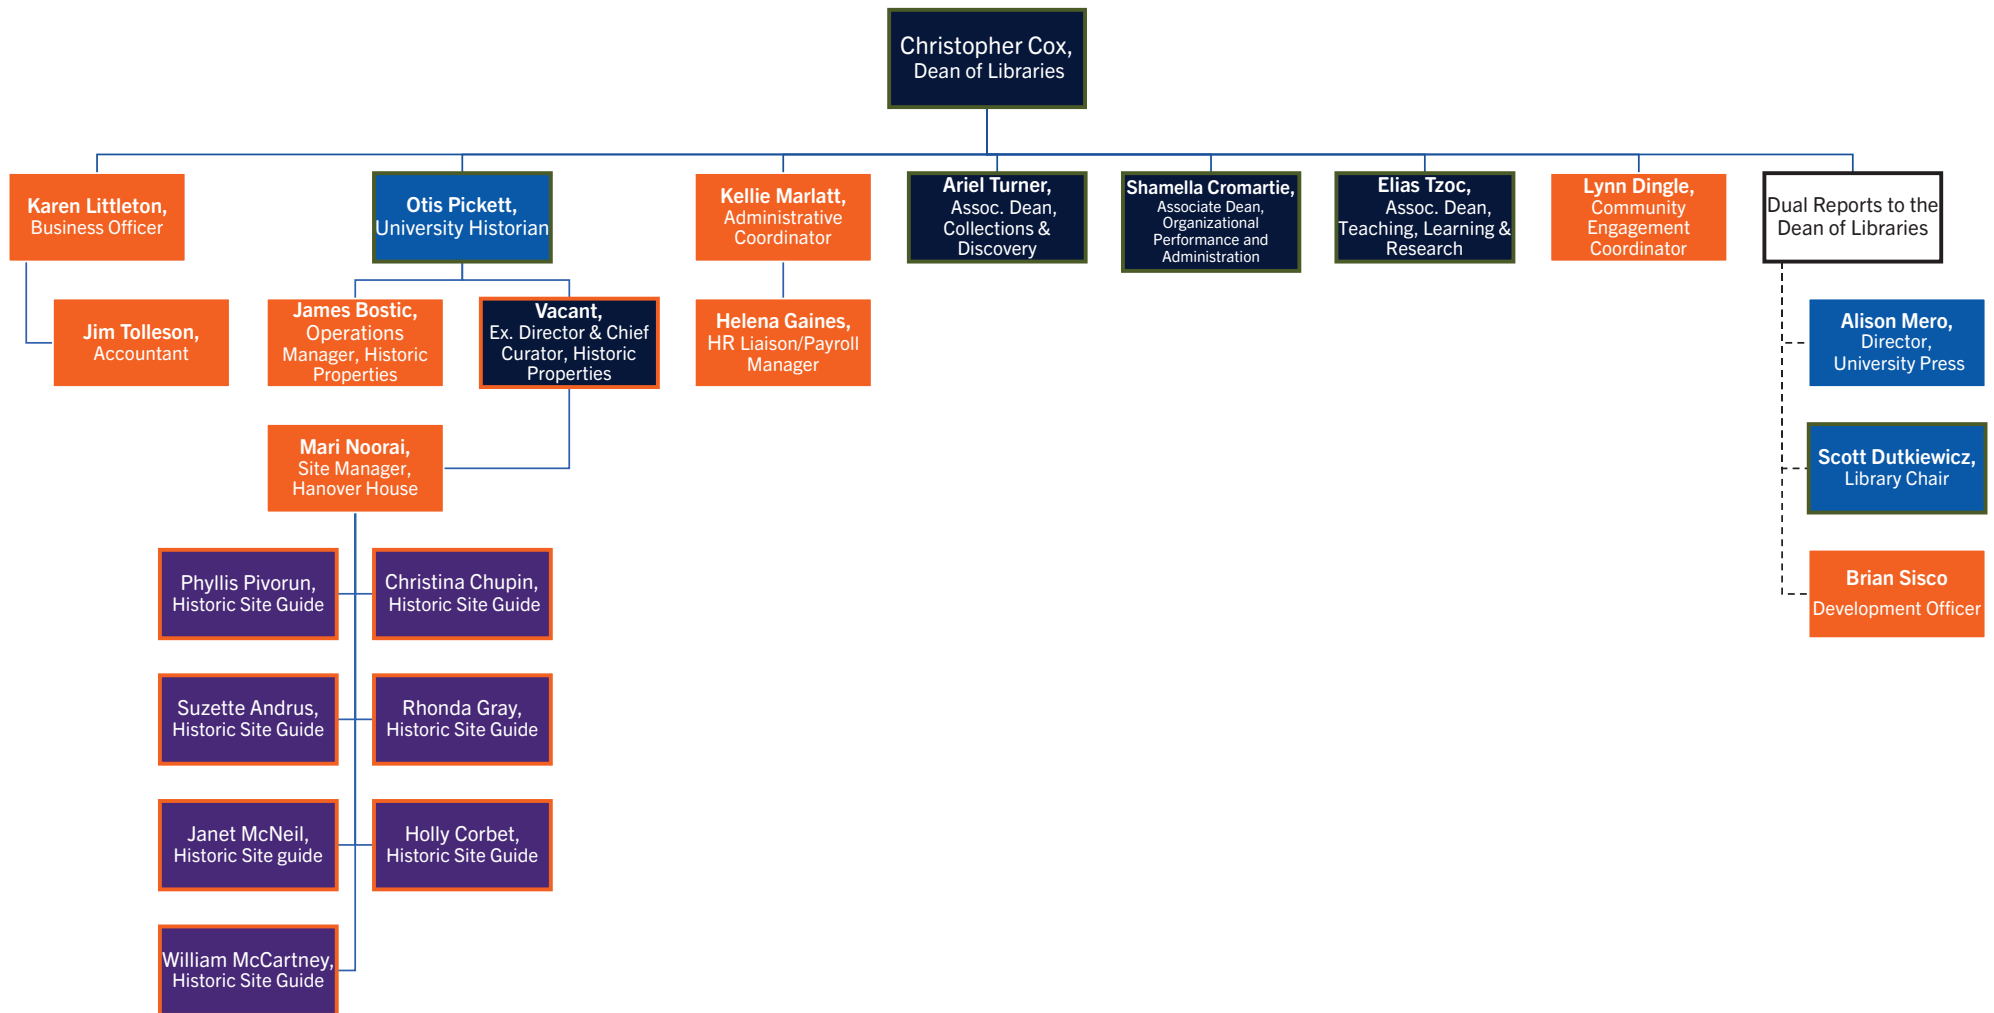 Christopher Cox,
Dean of Libraries
Karen Littleton,
Business Officer
Otis Pickett,
University Historian
Kellie Marlatt,
Administrative
Coordinator
Ariel Turner,
Assoc. Dean,
Collections &
Discovery
Shamella Cromartie,
Associate Dean,
Organizational
Performance and
Administration
Elias Tzoc,
Assoc. Dean,
Teaching, Learning &
Research
Lynn Dingle,
Community
Engagement
Coordinator
Dual Reports to the
Dean of Libraries
Jim Tolleson,
Accountant
James Bostic,
Operations
Manager, Historic
Properties
Vacant,
Ex. Director & Chief
Curator, Historic
Properties
Helena Gaines,
HR Liaison/Payroll
Manager
Alison Mero,
Director,
University Press
Mari Noorai,
Site Manager,
Hanover House
Scott Dutkiewicz,
Library Chair
Phyllis Pivorun,
Historic Site Guide
Christina Chupin,
Historic Site Guide
Brian Sisco
Development Officer
Suzette Andrus,
Historic Site Guide
Rhonda Gray,
Historic Site Guide
Janet McNeil,
Historic Site guide
Holly Corbet,
Historic Site Guide
William McCartney,
Historic Site Guide